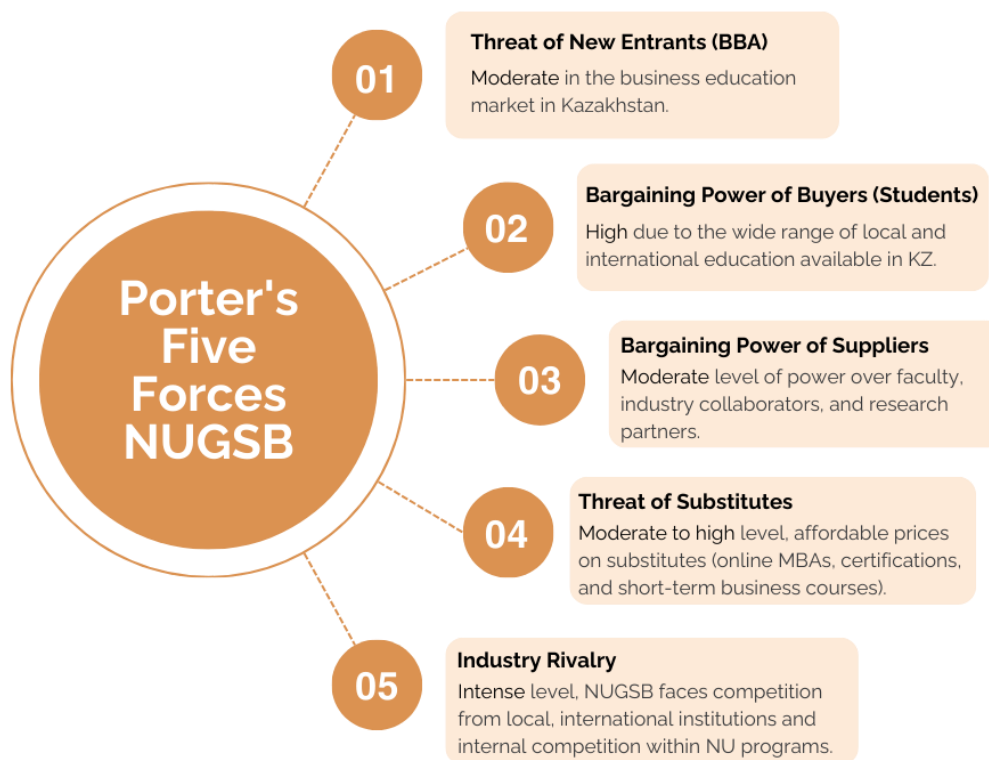 Porter's
Five
Forces
NUGSB
01
Threat of New Entrants (BBA)
Moderate in the business education
market in Kazakhstan.
02
Bargaining Power of Buyers (Students)
High due to the wide range of local and
international education available in KZ.
03
Bargaining Power of Suppliers
Moderate level of power over faculty,
industry collaborators, and research
partners.
04
Threat of Substitutes
Moderate to high level, affordable prices
on substitutes (online MBAs, certifications,
and short-term business courses).
05
Industry Rivalry
Intense level, NUGSB faces competition
from local, international institutions and
internal competition within NU programs.